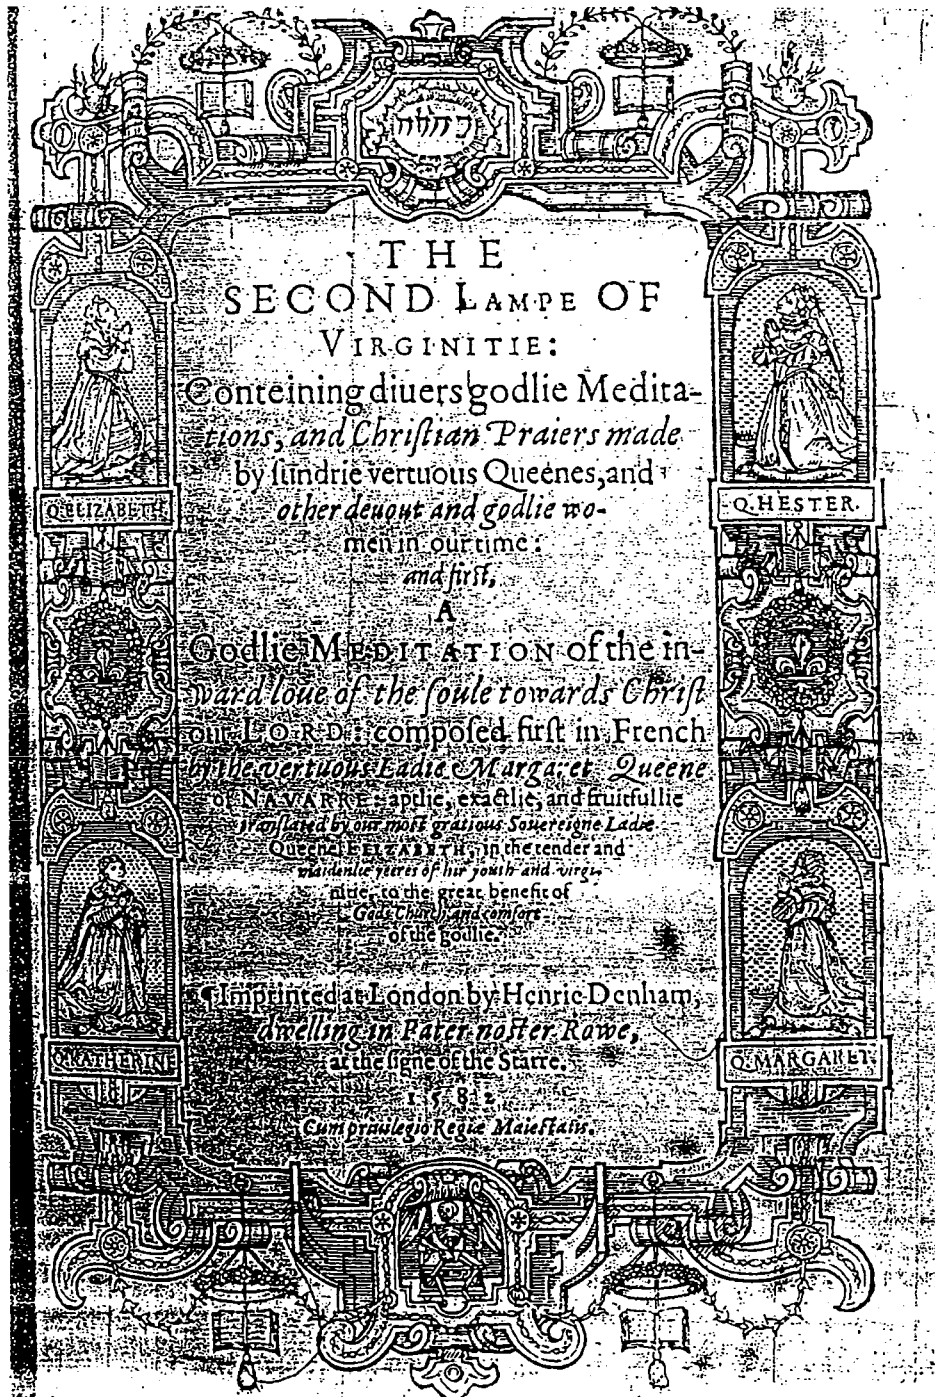 THE
SECOND LAMPE OF
VIRGINITIE:
Conteining diuers godlie Medita-
tions, and Chriſtian Praiers made
by ſundrie vertuous Queenes, and
other deuout and godlie wo-
men in our time:
and firſt,
A
Godlie MEDITATION of the in-
ward loue of the ſoule towards Chriſt
our LORD: compoſed firſt in French
by the vertuous Ladie Margaret Queene
of NAVARRE: aptlie, exactlie, and fruitfullie
tranſlated by our moſt gratious Souereigne Ladie
Queene ELIZABETH, in the tender and
maidenlie yeeres of hir youth and virgi-
nitie, to the great benefit of
Gods Church, and comfort
of the godlie.
¶Imprinted at London by Henrie Denham,
dwelling in Pater noſter Rowe,
at the ſigne of the Starre.
1582
Cum priuilegio Regiæ Maieſtatis.
Q.ELIZABETH.
Q.HESTER.
Q.KATHERINE
Q.MARGARET.